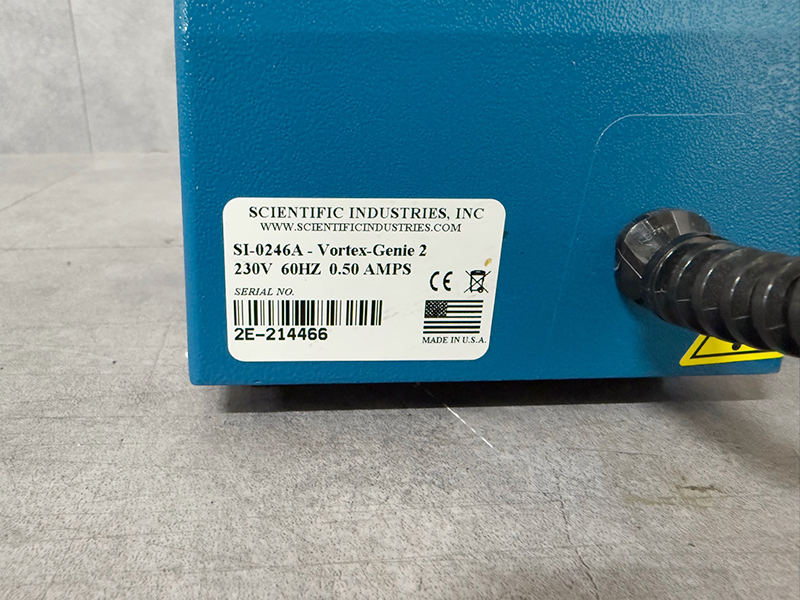 SCIENTIFIC INDUSTRIES, INC
WWW.SCIENTIFICINDUSTRIES.COM
SI-0246A - Vortex-Genie 2
230V 60HZ 0.50 AMPS
CE
SERIAL NO.
2E-214466
MADE IN U.S.A.